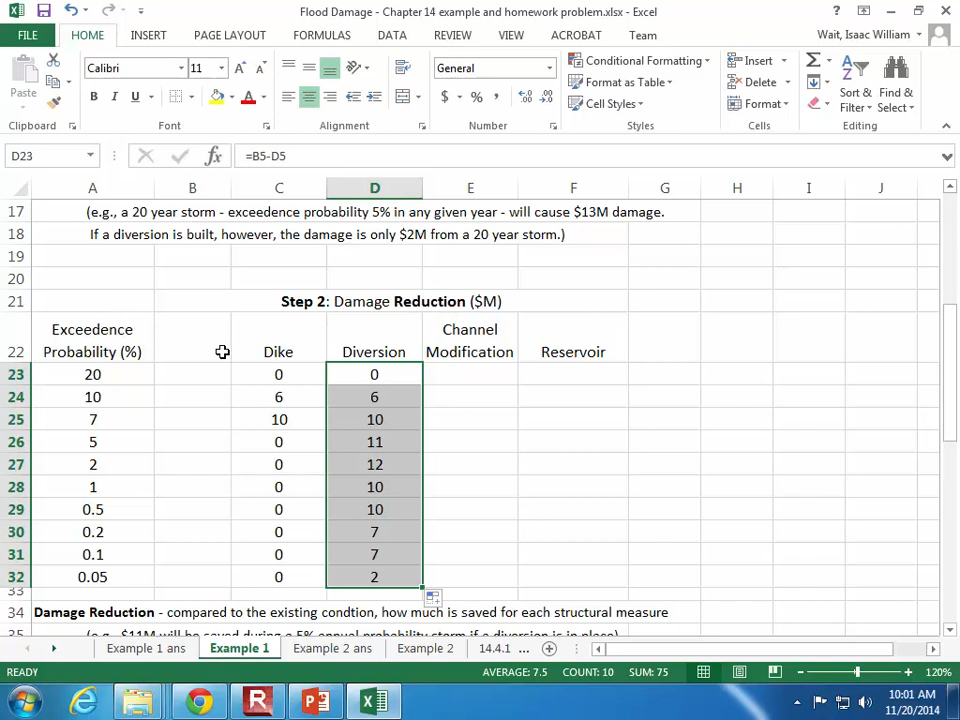 Flood Damage - Chapter 14 example and homework problem.xlsx - Excel
FILE HOME INSERT PAGE LAYOUT FORMULAS DATA REVIEW VIEW ACROBAT Team Wait, Isaac William
Paste Calibri 11 General Conditional Formatting Format as Table Cell Styles Insert Delete Format Sort & Filter Find & Select
Clipboard Font Alignment Number Styles Cells Editing
D23 fx =B5-D5
A B C D E F G H I J
17 (e.g., a 20 year storm - exceedence probability 5% in any given year - will cause $13M damage.
18 If a diversion is built, however, the damage is only $2M from a 20 year storm.)
19
20
21 Step 2: Damage Reduction ($M)
Exceedence Channel
22 Probability (%) Dike Diversion Modification Reservoir
23 20 0 0
24 10 6 6
25 7 10 10
26 5 0 11
27 2 0 12
28 1 0 10
29 0.5 0 10
30 0.2 0 7
31 0.1 0 7
32 0.05 0 2
33
34 Damage Reduction - compared to the existing condtion, how much is saved for each structural measure
35 (e.g., $11M will be saved during a 5% annual probability storm if a diversion is in place)
Example 1 ans Example 1 Example 2 ans Example 2 14.4.1 ...
READY AVERAGE: 7.5 COUNT: 10 SUM: 75 120%
10:01 AM
11/20/2014